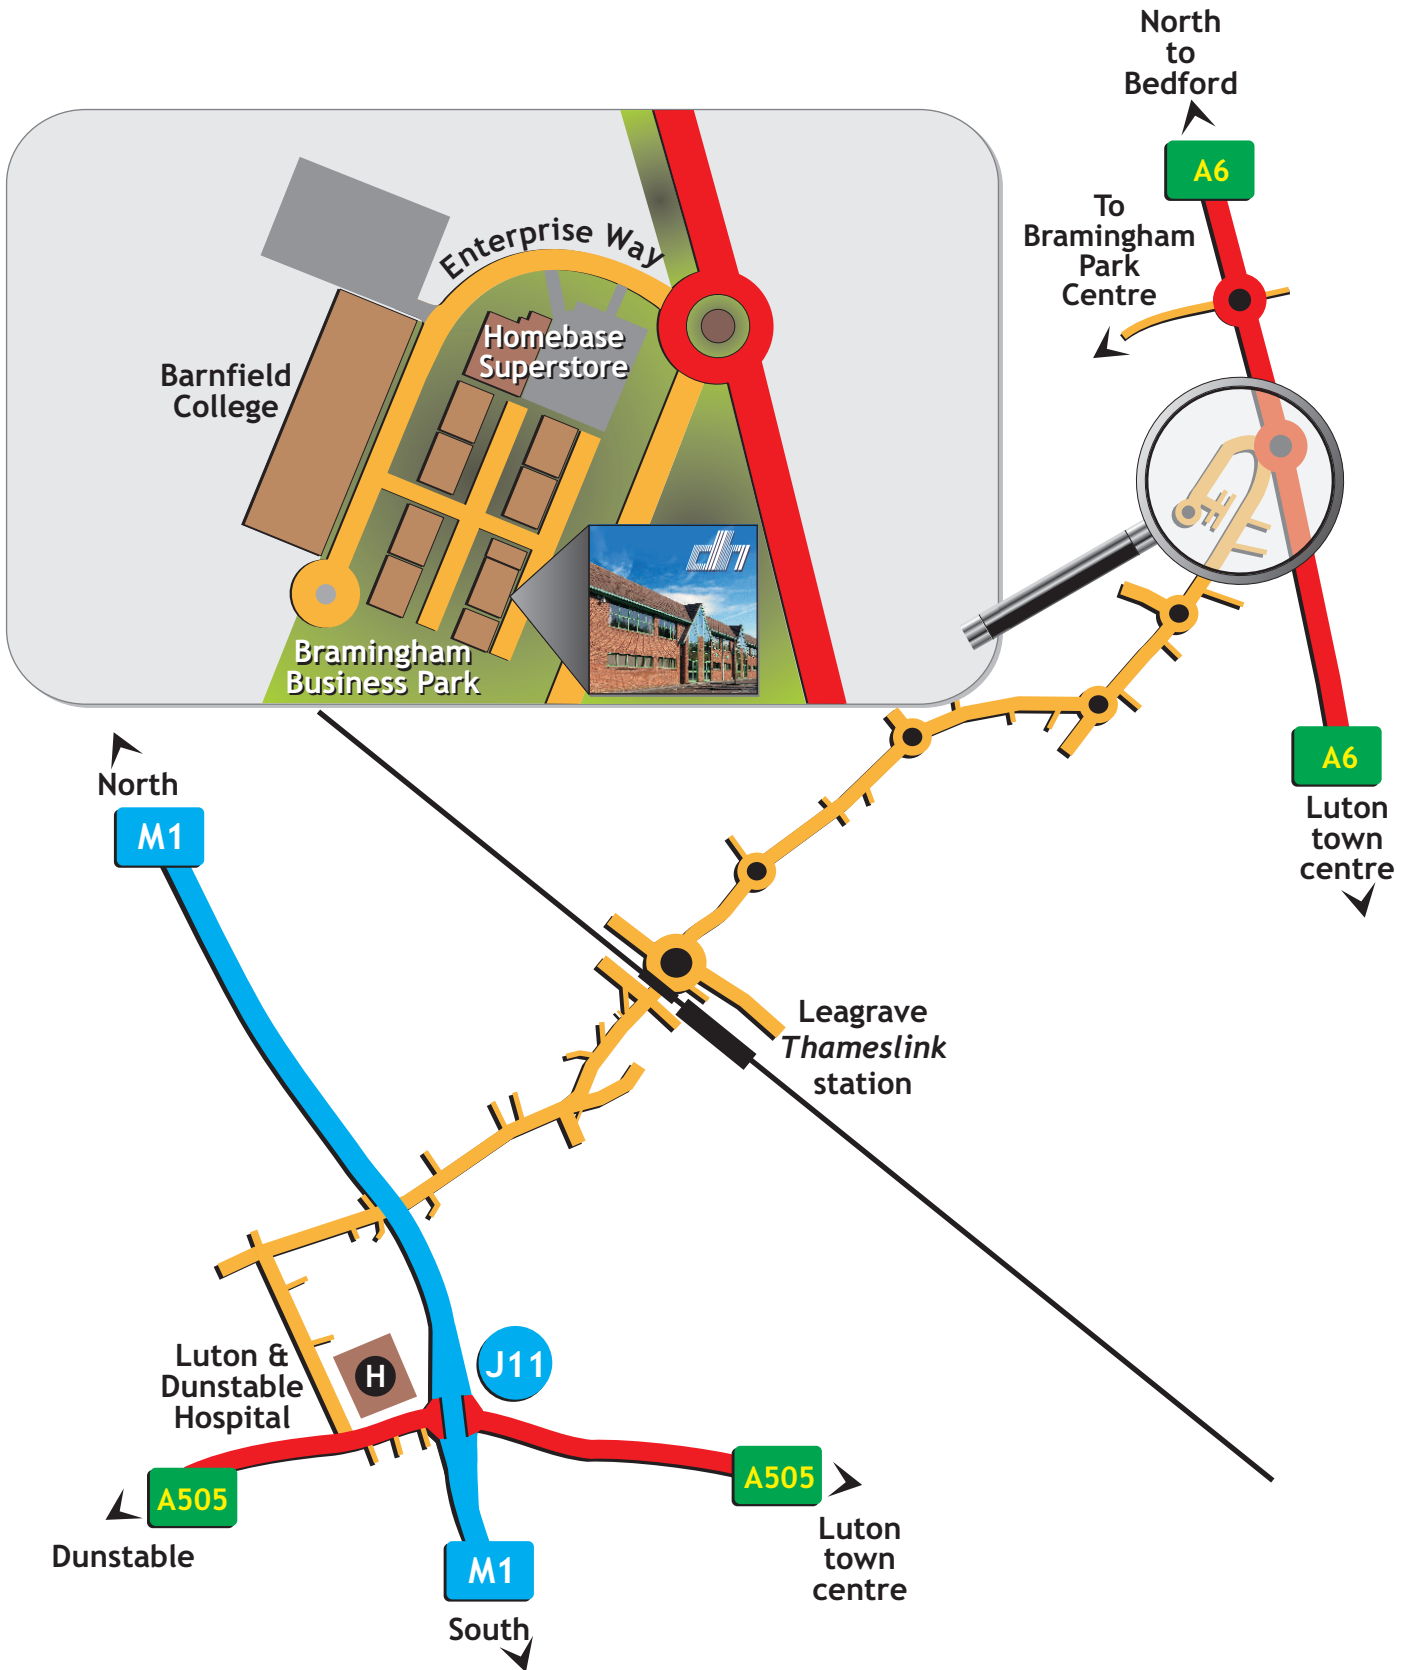 North
to
Bedford
A6
To
Bramingham
Park
Centre
Enterprise Way
Homebase
Superstore
Barnfield
College
dh
Bramingham
Business Park
A6
Luton
town
centre
North
M1
Leagrave
Thameslink
station
J11
Luton &
Dunstable
Hospital
H
A505
Dunstable
A505
Luton
town
centre
M1
South